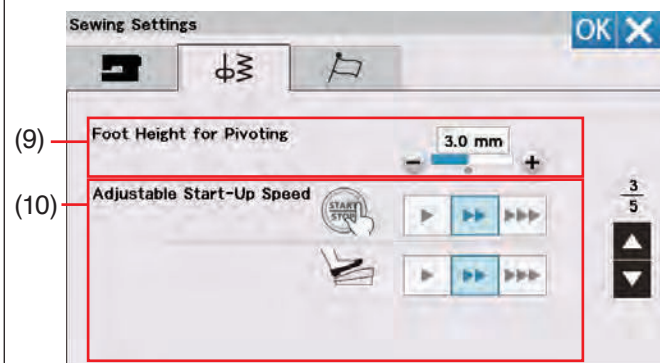 Sewing Settings
OK
(9)
Foot Height for Pivoting
3.0 mm
(10)
Adjustable Start-Up Speed
START
STOP
3
5